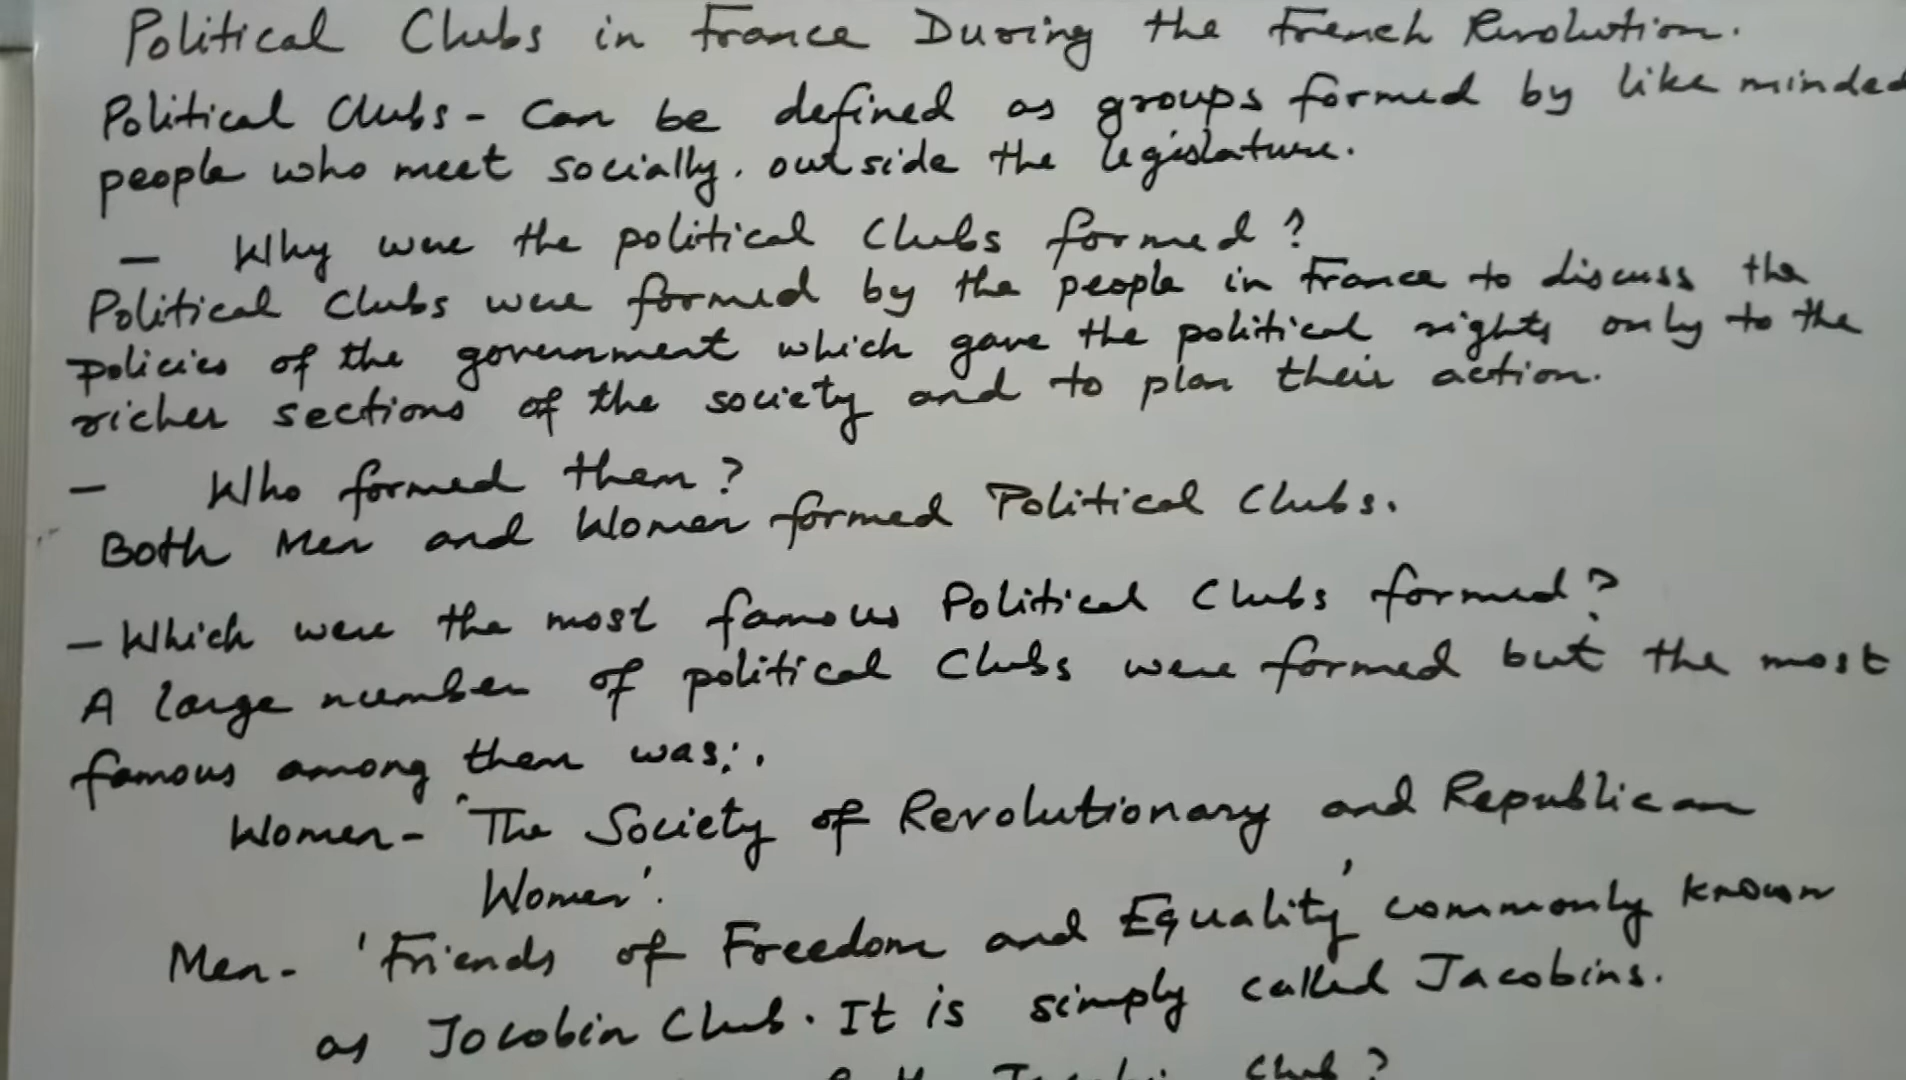 Political Clubs in France During the French Revolution.
Political Clubs - Can be defined as groups formed by like minded
people who meet socially. outside the legislature.
— Why were the political Clubs formed?
Political Clubs were formed by the people in France to discuss the
policies of the government which gave the political rights only to the
richer sections of the society and to plan their action.
— Who formed them?
Both Men and Women formed Political Clubs.
— Which were the most famous Political Clubs formed?
A large number of political Clubs were formed but the most
famous among them was:.
Women - 'The Society of Revolutionary and Republican
Women'.
Men - 'Friends of Freedom and Equality' commonly known
as Jocobin Club. It is simply called Jacobins.
Club?